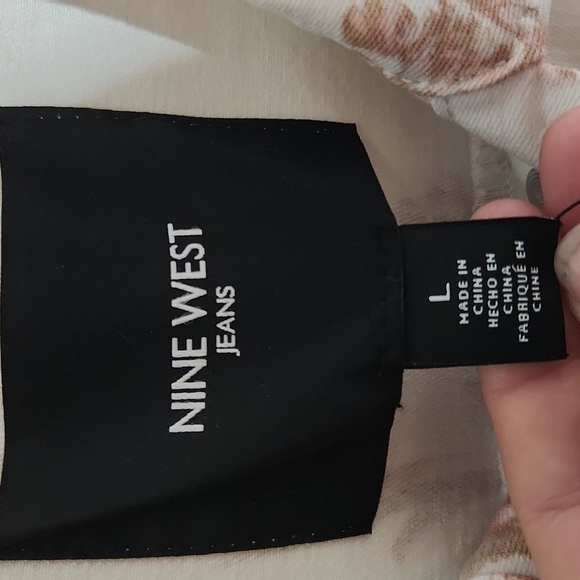 NINE WEST
JEANS
L
MADE IN
CHINA
HECHO EN
CHINA
FABRIQUÉ EN
CHINE